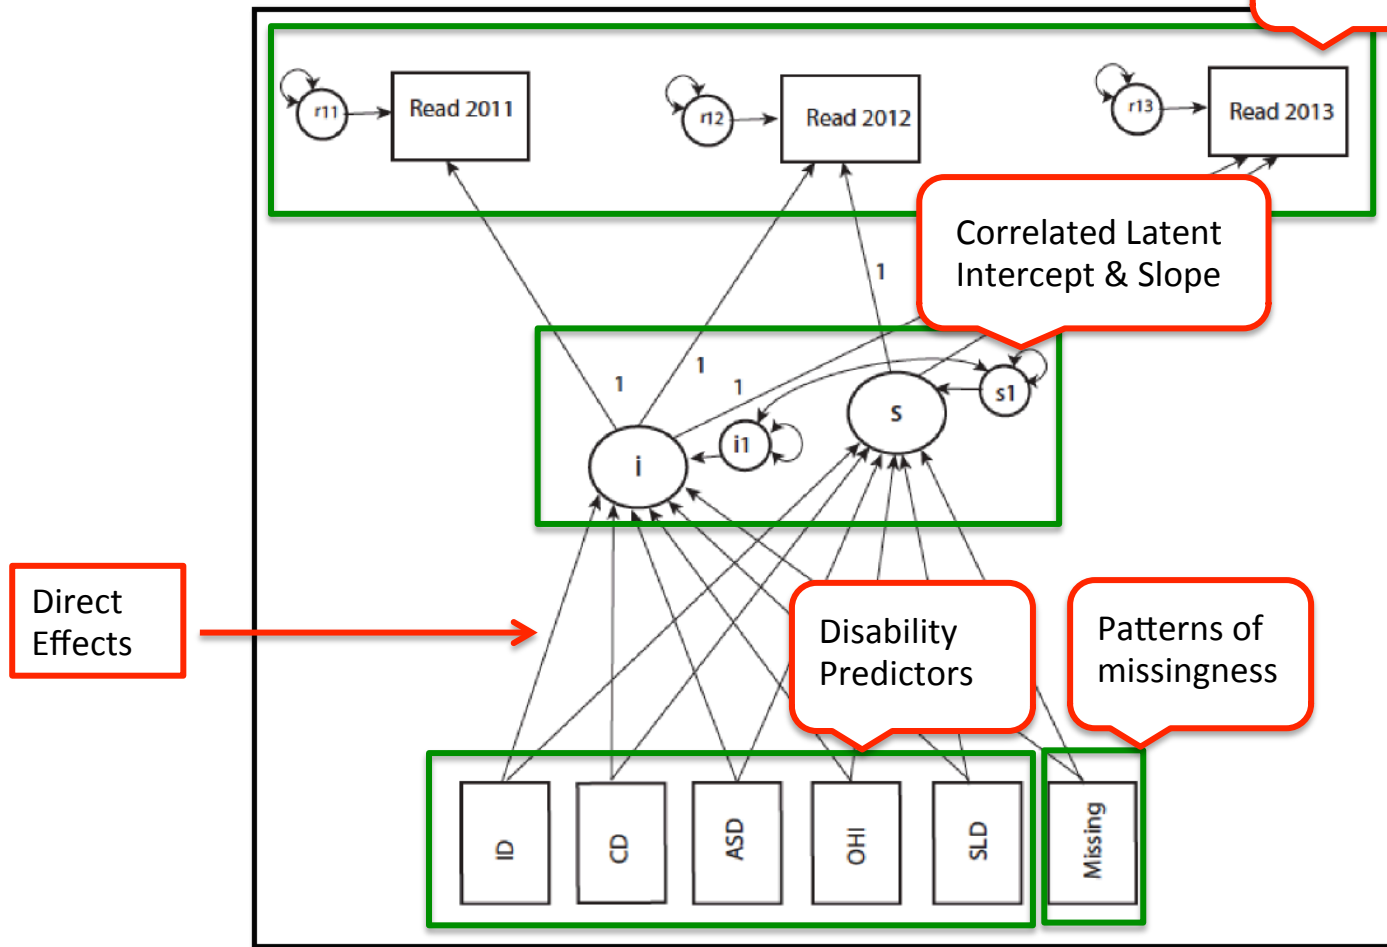 r11
Read 2011
r12
Read 2012
r13
Read 2013
Correlated Latent
Intercept & Slope
1
1
1
1
s
s1
i1
i
Direct
Effects
Disability
Predictors
Patterns of
missingness
ID
CD
ASD
OHI
SLD
Missing